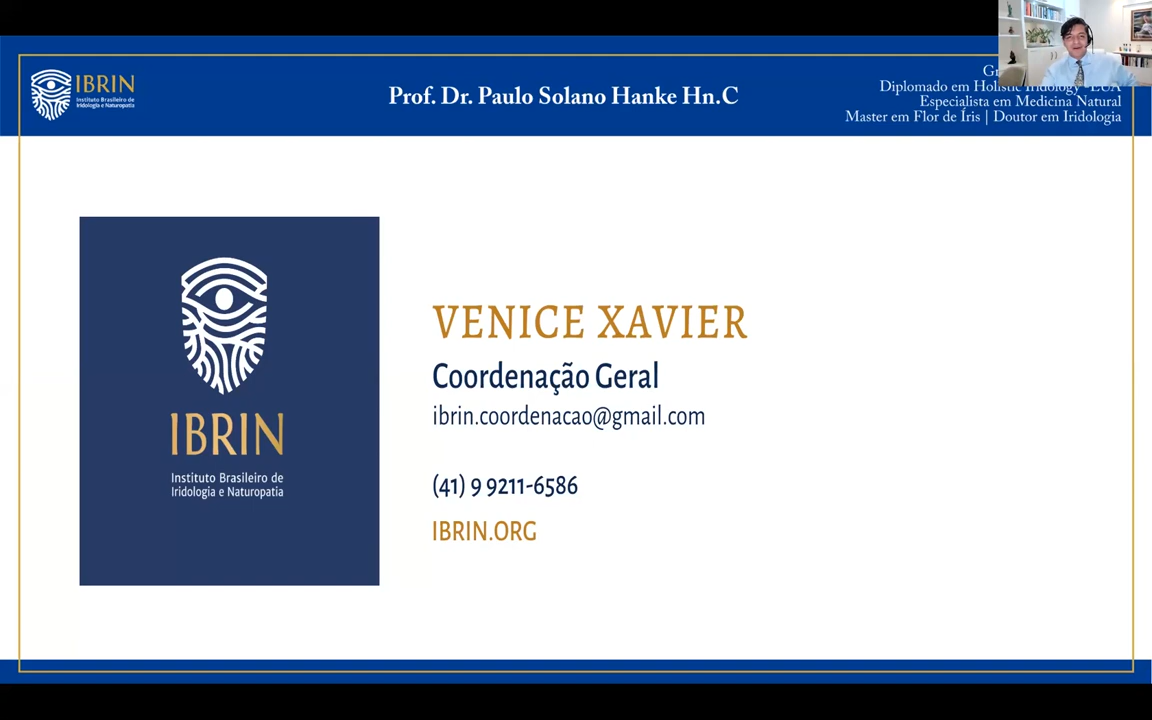 IBRIN
Instituto Brasileiro de
Iridologia e Naturopatia
Prof. Dr. Paulo Solano Hanke Hn.C
Diplomado em Holistic Iridology -EUA
Especialista em Medicina Natural
Master em Flor de Íris | Doutor em Iridologia
IBRIN
Instituto Brasileiro de
Iridologia e Naturopatia
VENICE XAVIER
Coordenação Geral
ibrin.coordenacao@gmail.com
(41) 9 9211-6586
IBRIN.ORG